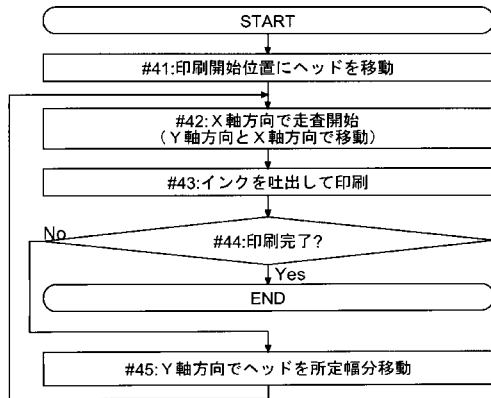 START
#41:印刷開始位置にヘッドを移動
#42:X軸方向で走査開始
(Y軸方向とX軸方向で移動)
#43:インクを吐出して印刷
No
#44:印刷完了?
Yes
END
#45:Y軸方向でヘッドを所定幅分移動